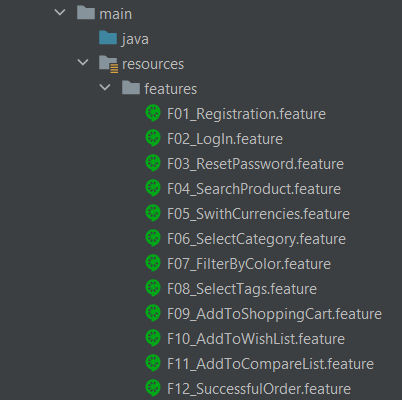 main
java
resources
features
F01_Registration.feature
F02_LogIn.feature
F03_ResetPassword.feature
F04_SearchProduct.feature
F05_SwithCurrencies.feature
F06_SelectCategory.feature
F07_FilterByColor.feature
F08_SelectTags.feature
F09_AddToShoppingCart.feature
F10_AddToWishList.feature
F11_AddToCompareList.feature
F12_SuccessfulOrder.feature